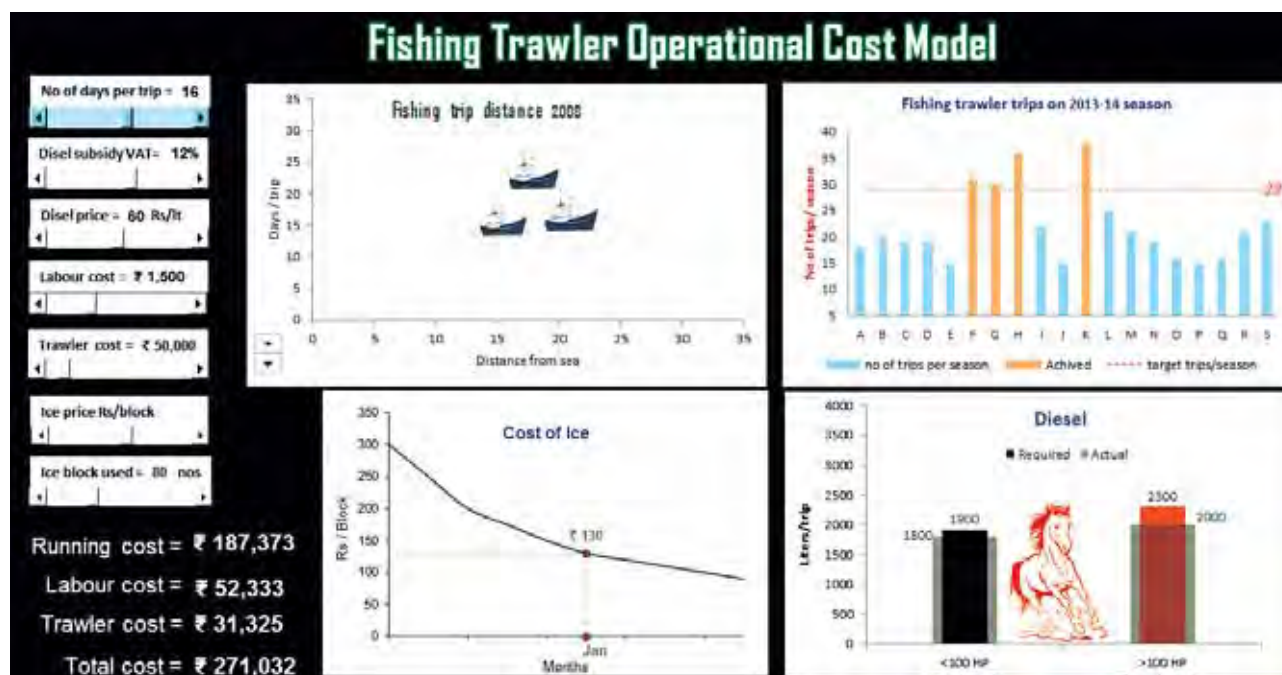 Fishing Trawler Operational Cost Model
No of days per trip = 16
Disel subsidy VAT= 12%
Disel price = 60 Rs/lt
Labour cost = ₹ 1,500
Trawler cost = ₹ 50,000
Ice price Rs/block
Ice block used = 80 nos
Running cost = ₹ 187,373
Labour cost = ₹ 52,333
Trawler cost = ₹ 31,325
Total cost = ₹ 271,032
Fishing trip distance 2008
Days / trip
35
30
25
20
15
10
5
0
0 5 10 15 20 25 30 35
Distance from sea
Fishing trawler trips on 2013-14 season
No of trips/ season
40
35
30
25
20
15
10
5
A B C D E F G H I J K L M N O P Q R S
no of trips per season Achived target trips/season
Cost of Ice
Rs / Block
350
300
250
200
150
100
50
0
₹ 130
Jan
Months
Diesel
Required Actual
Liters/trip
4000
3500
3000
2500
2000
1500
1000
500
0
1800 1900 2300 2000
<100 HP >100 HP